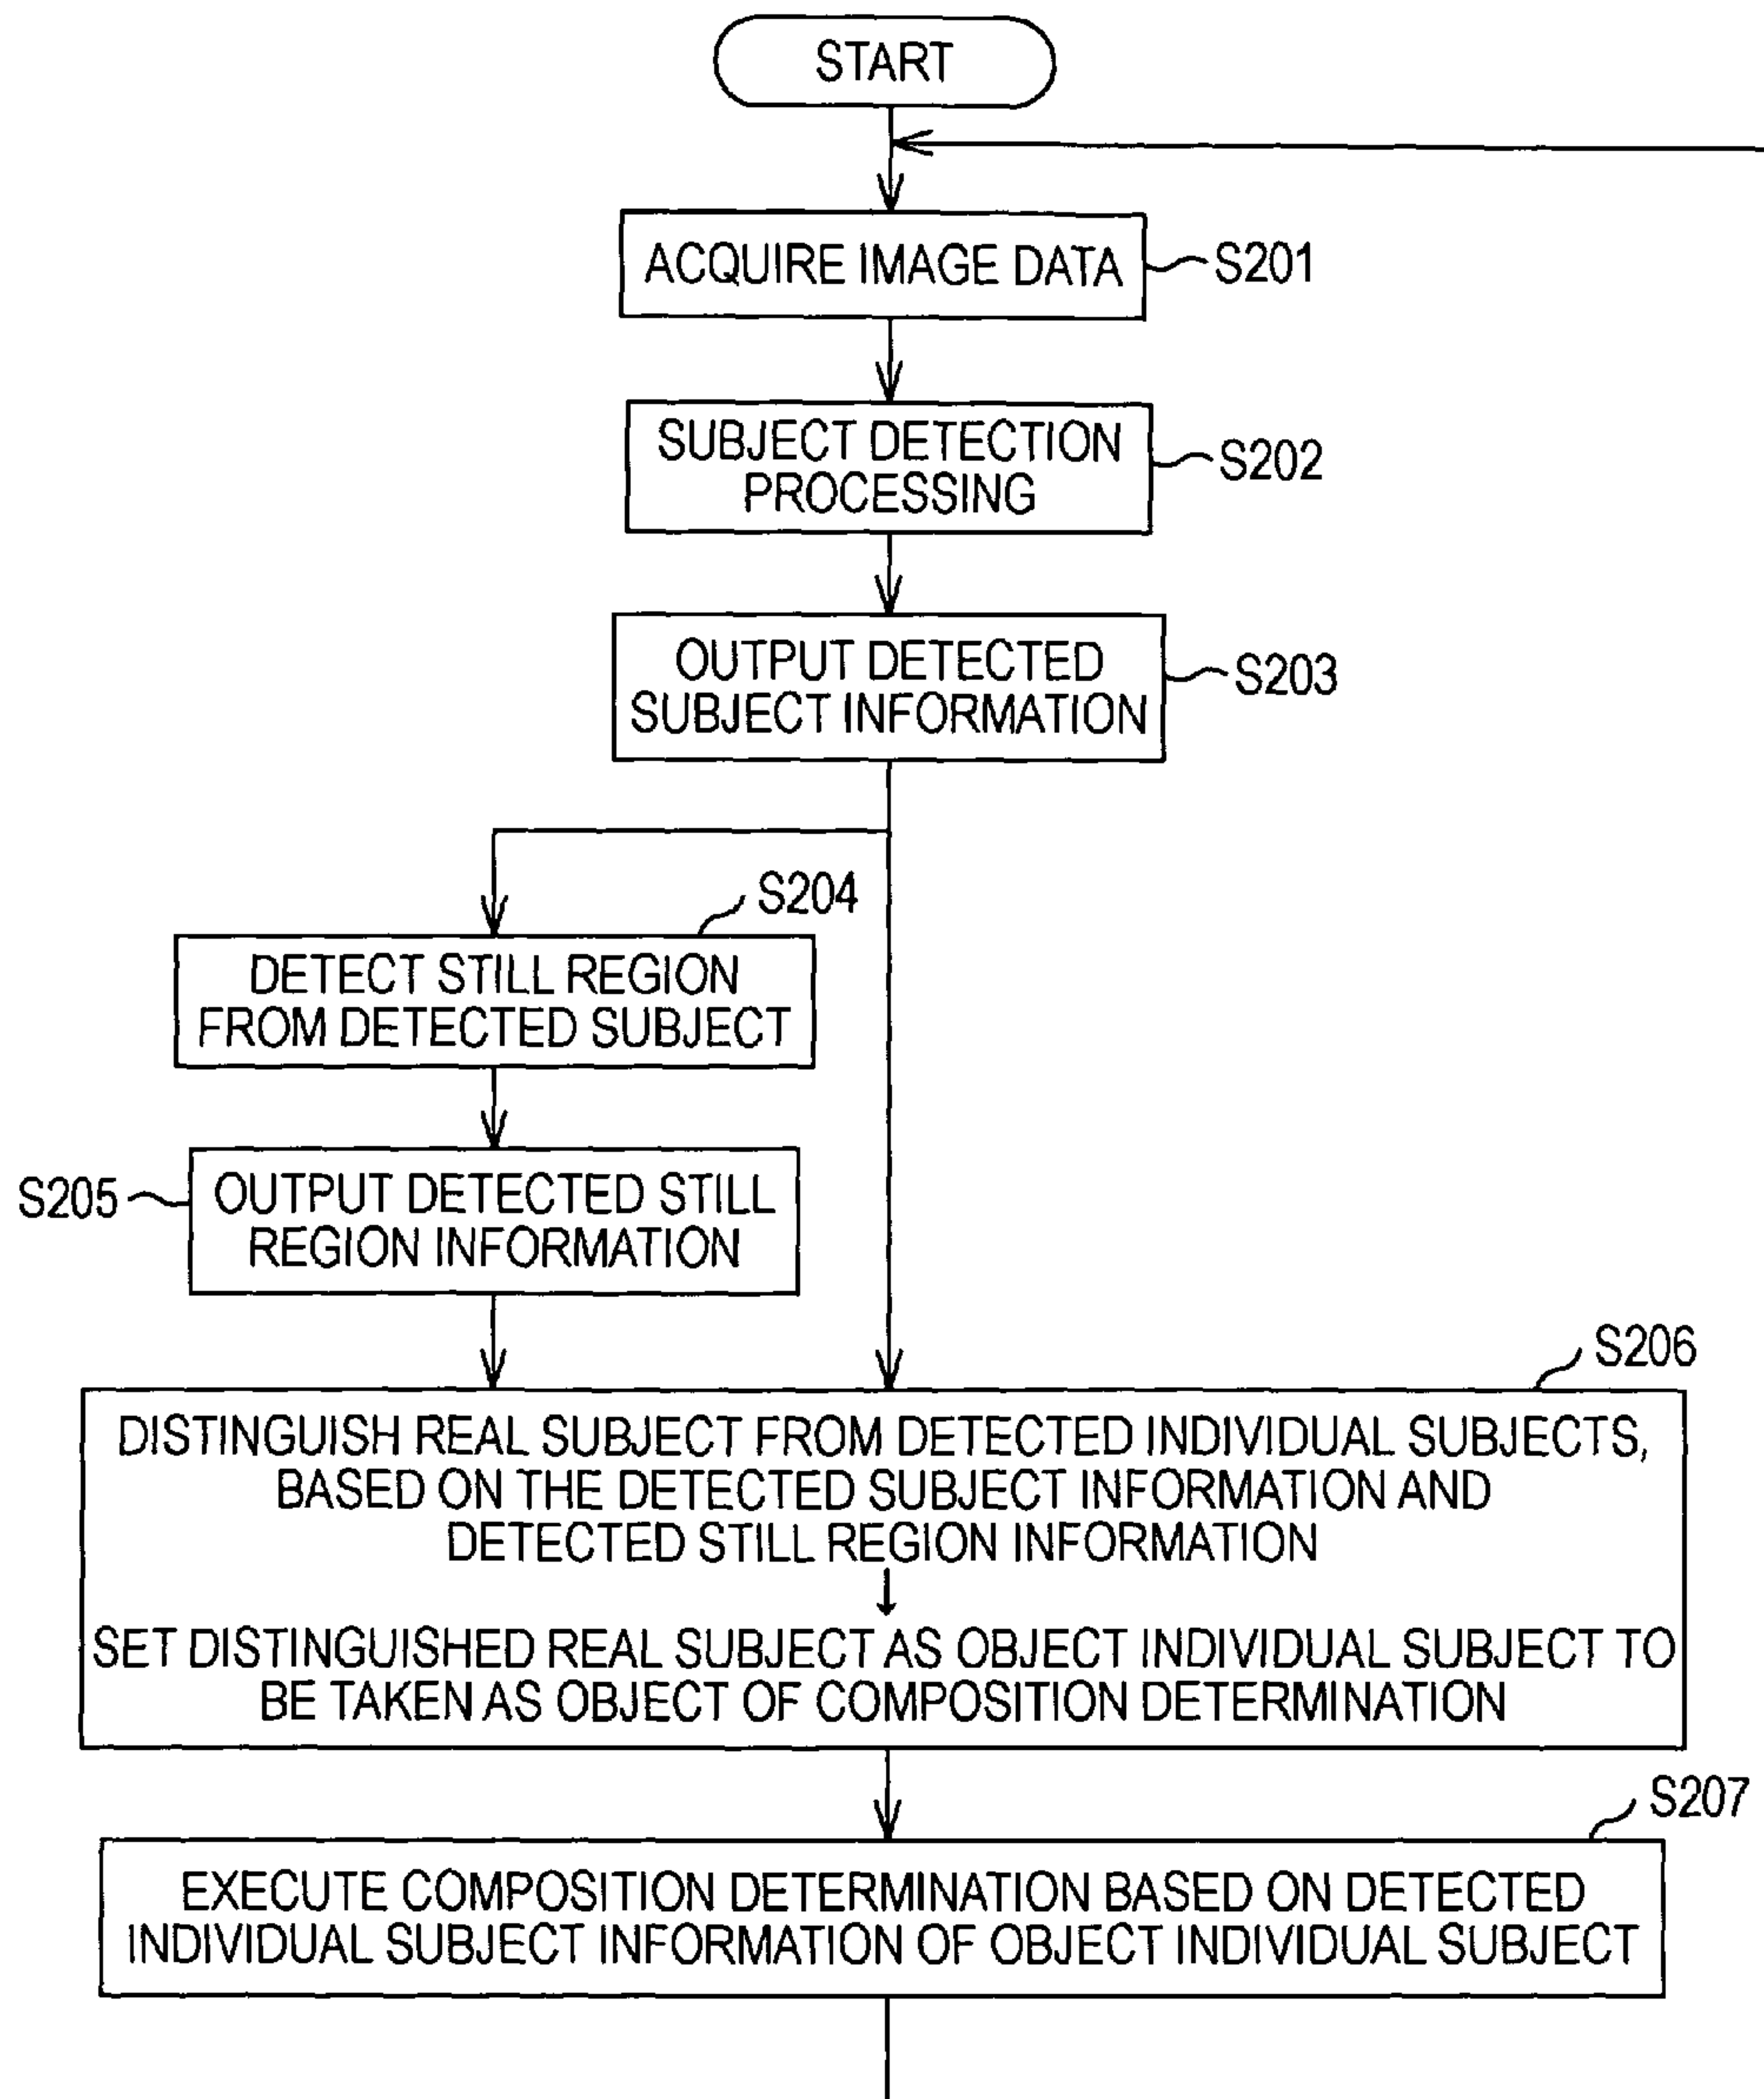 START
ACQUIRE IMAGE DATA
S201
SUBJECT DETECTION
PROCESSING
S202
OUTPUT DETECTED
SUBJECT INFORMATION
S203
S204
DETECT STILL REGION
FROM DETECTED SUBJECT
S205
OUTPUT DETECTED STILL
REGION INFORMATION
S206
DISTINGUISH REAL SUBJECT FROM DETECTED INDIVIDUAL SUBJECTS,
BASED ON THE DETECTED SUBJECT INFORMATION AND
DETECTED STILL REGION INFORMATION
SET DISTINGUISHED REAL SUBJECT AS OBJECT INDIVIDUAL SUBJECT TO
BE TAKEN AS OBJECT OF COMPOSITION DETERMINATION
S207
EXECUTE COMPOSITION DETERMINATION BASED ON DETECTED
INDIVIDUAL SUBJECT INFORMATION OF OBJECT INDIVIDUAL SUBJECT